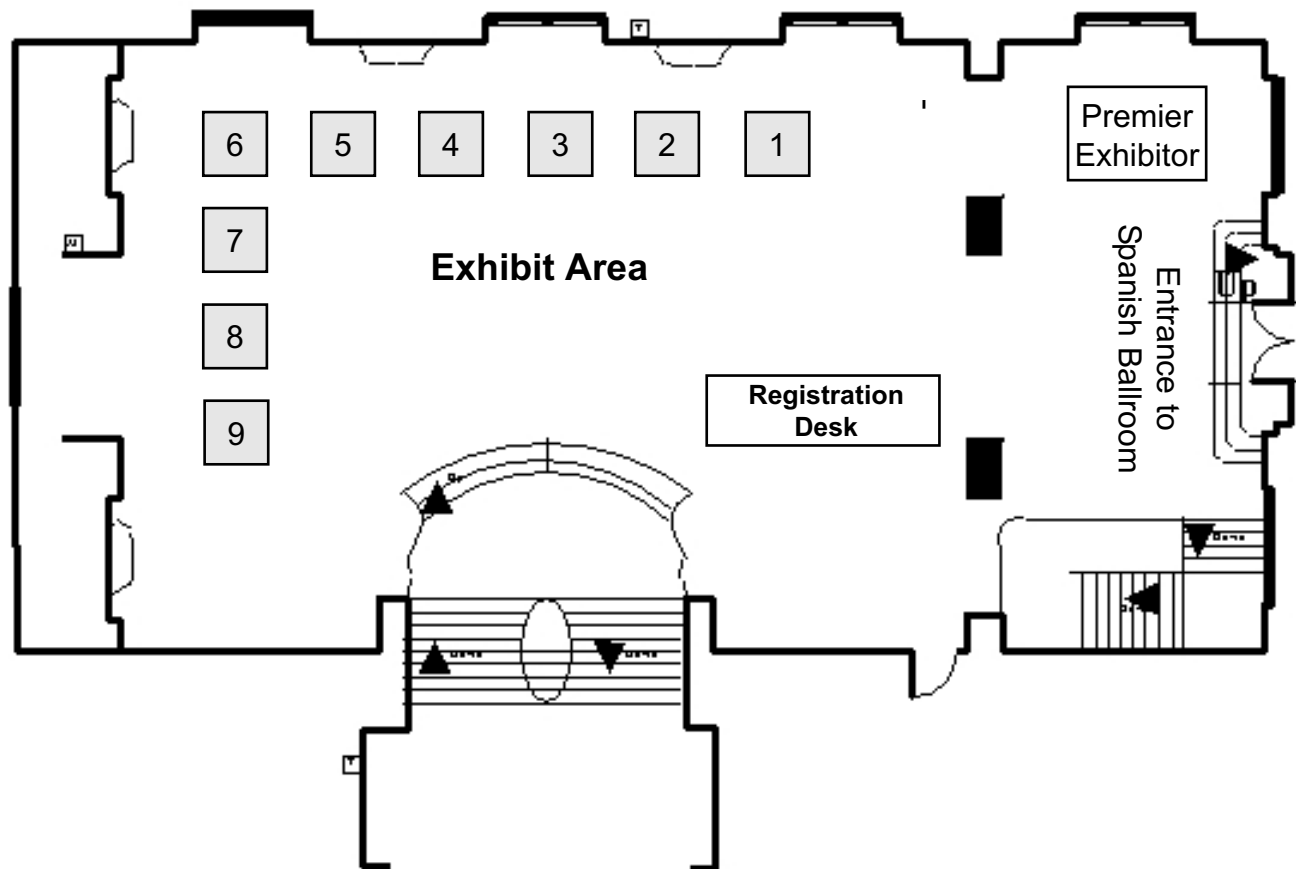 Premier
Exhibitor
6 5 4 3 2 1
7
Exhibit Area
Up
Entrance to
Spanish Ballroom
8
Registration
Desk
9